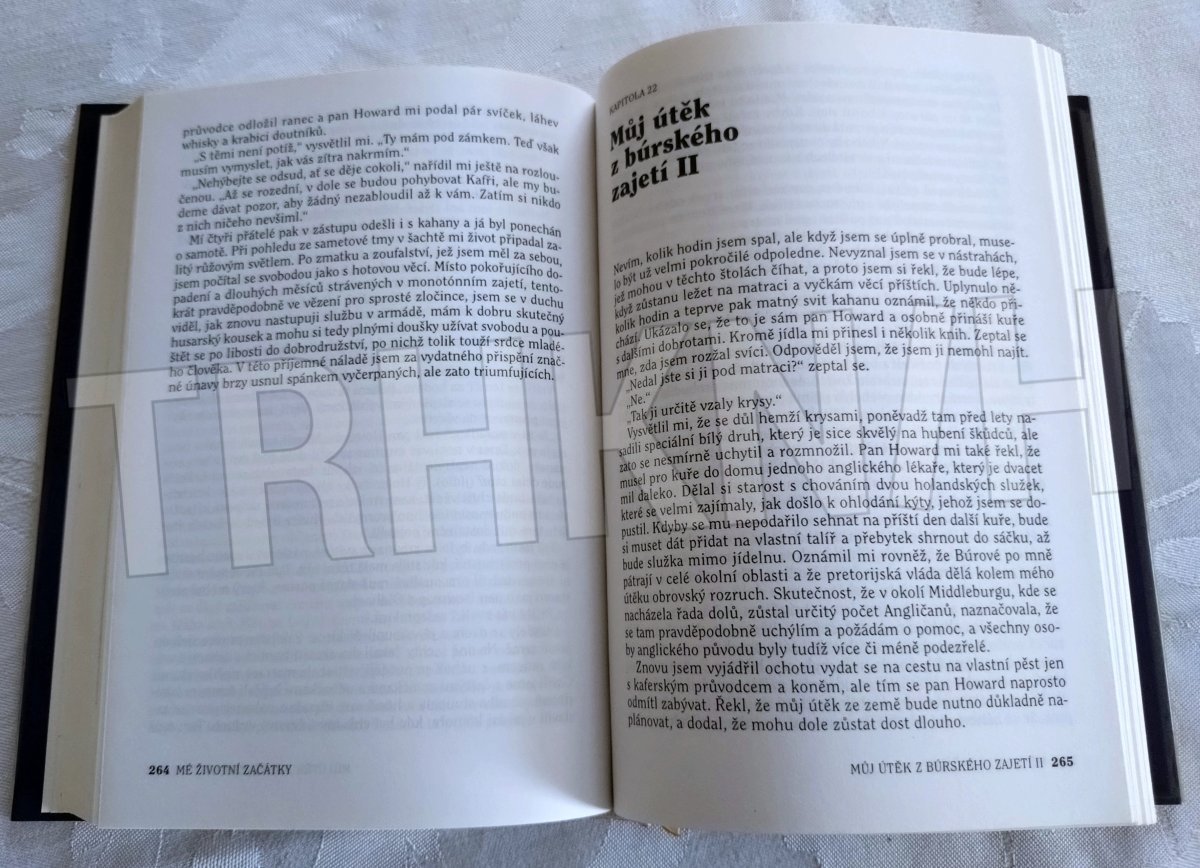 průvodce odložil ranec a pan Howard mi podal pár svíček, láhev
whisky a krabici doutníků.
„S těmi není potíž,“ vysvětlil mi. „Ty mám pod zámkem. Teď však
musím vymyslet, jak vás zítra nakrmím.“
„Nehýbejte se odsud, ať se děje cokoli,“ nařídil mi ještě na rozlou-
čenou. „Až se rozední, v dole se budou pohybovat Kafři, ale my bu-
deme dávat pozor, aby žádný nezabloudil až k vám. Zatím si nikdo
z nich ničeho nevšiml.“
Mí čtyři přátelé pak v zástupu odešli i s kahany a já byl ponechán
o samotě. Při pohledu ze sametové tmy v šachtě mi život připadal za-
litý růžovým světlem. Po zmatku a zoufalství, jež jsem měl za sebou,
jsem počítal se svobodou jako s hotovou věcí. Místo pokořujícího do-
padení a dlouhých měsíců strávených v monotónním zajetí, tento-
krát pravděpodobně ve vězení pro sprosté zločince, jsem se v duchu
viděl, jak znovu nastupuji službu v armádě, mám k dobru skutečný
husarský kousek a mohu si tedy plnými doušky užívat svobodu a pou-
štět se po libosti do dobrodružství, po nichž tolik touží srdce mladé-
ho člověka. V této příjemné náladě jsem za vydatného přispění znač-
né únavy brzy usnul spánkem vyčerpaných, ale zato triumfujících.
264 MÉ ŽIVOTNÍ ZAČÁTKY
KAPITOLA 22
Můj útěk
z búrského
zajetí II
Nevím, kolik hodin jsem spal, ale když jsem se úplně probral, muse-
lo být už velmi pokročilé odpoledne. Nevyznal jsem se v nástrahách,
jež mohou v těchto štolách číhat, a proto jsem si řekl, že bude lépe,
když zůstanu ležet na matraci a vyčkám věcí příštích. Uplynulo ně-
kolik hodin a teprve pak matný svit kahanu oznámil, že někdo při-
chází. Ukázalo se, že to je sám pan Howard a osobně přináší kuře
s dalšími dobrotami. Kromě jídla mi přinesl i několik knih. Zeptal se
mne, zda jsem rozžal svíci. Odpověděl jsem, že jsem ji nemohl najít.
„Nedal jste si ji pod matraci?“ zeptal se.
„Ne.“
„Tak ji určitě vzaly krysy.“
Vysvětlil mi, že se důl hemží krysami, poněvadž tam před lety na-
sadili speciální bílý druh, který je sice skvělý na hubení škůdců, ale
zato se nesmírně uchytil a rozmnožil. Pan Howard mi také řekl, že
musel pro kuře do domu jednoho anglického lékaře, který je dvacet
mil daleko. Dělal si starost s chováním dvou holandských služek,
které se velmi zajímaly, jak došlo k ohlodání kýty, jehož jsem se do-
pustil. Kdyby se mu nepodařilo sehnat na příští den další kuře, bude
si muset dát přidat na vlastní talíř a přebytek shrnout do sáčku, až
bude služka mimo jídelnu. Oznámil mi rovněž, že Búrové po mně
pátrají v celé okolní oblasti a že pretorijská vláda dělá kolem mého
útěku obrovský rozruch. Skutečnost, že v okolí Middleburgu, kde se
nacházela řada dolů, zůstal určitý počet Angličanů, naznačovala, že
se tam pravděpodobně uchýlím a požádám o pomoc, a všechny oso-
by anglického původu byly tudíž více či méně podezřelé.
Znovu jsem vyjádřil ochotu vydat se na cestu na vlastní pěst jen
s kaferským průvodcem a koněm, ale tím se pan Howard naprosto
odmítl zabývat. Řekl, že můj útěk ze země bude nutno důkladně na-
plánovat, a dodal, že mohu dole zůstat dost dlouho.
MŮJ ÚTĚK Z BÚRSKÉHO ZAJETÍ II 265
TRHKNIH